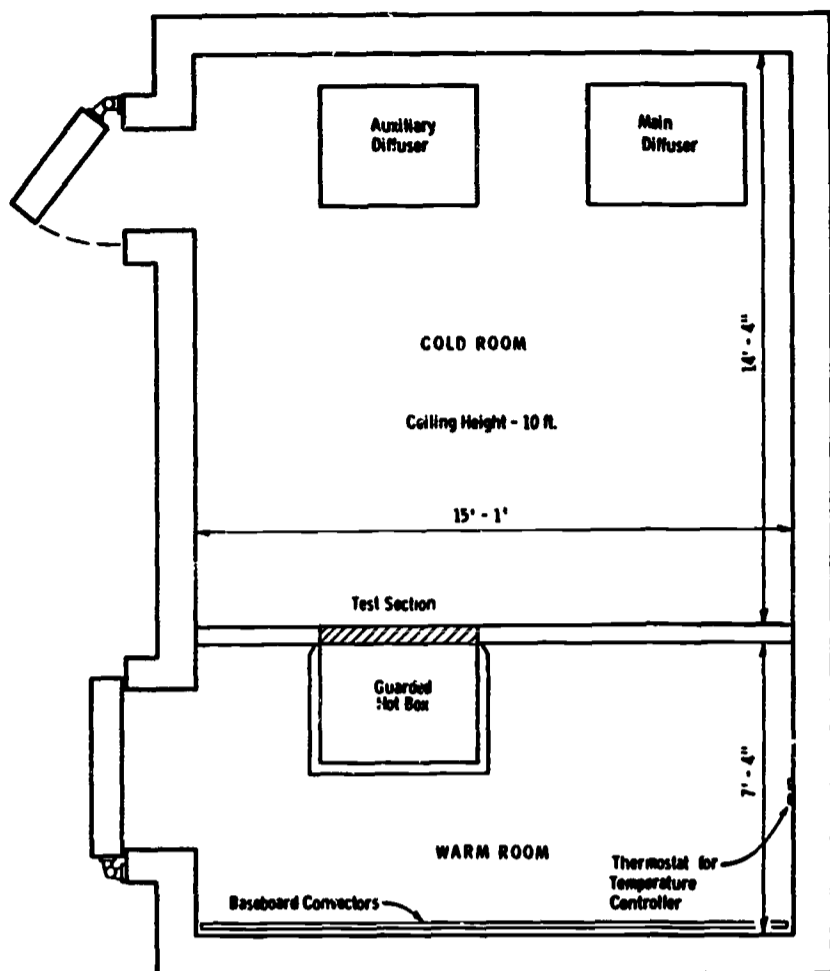 Auxiliary
Diffuser
Main
Diffuser
COLD ROOM
14' - 4"
Ceiling Height - 10 ft.
15' - 1"
Test Section
Guarded
Hot Box
7' - 4"
WARM ROOM
Thermostat for
Temperature
Controller
Baseboard Convectors